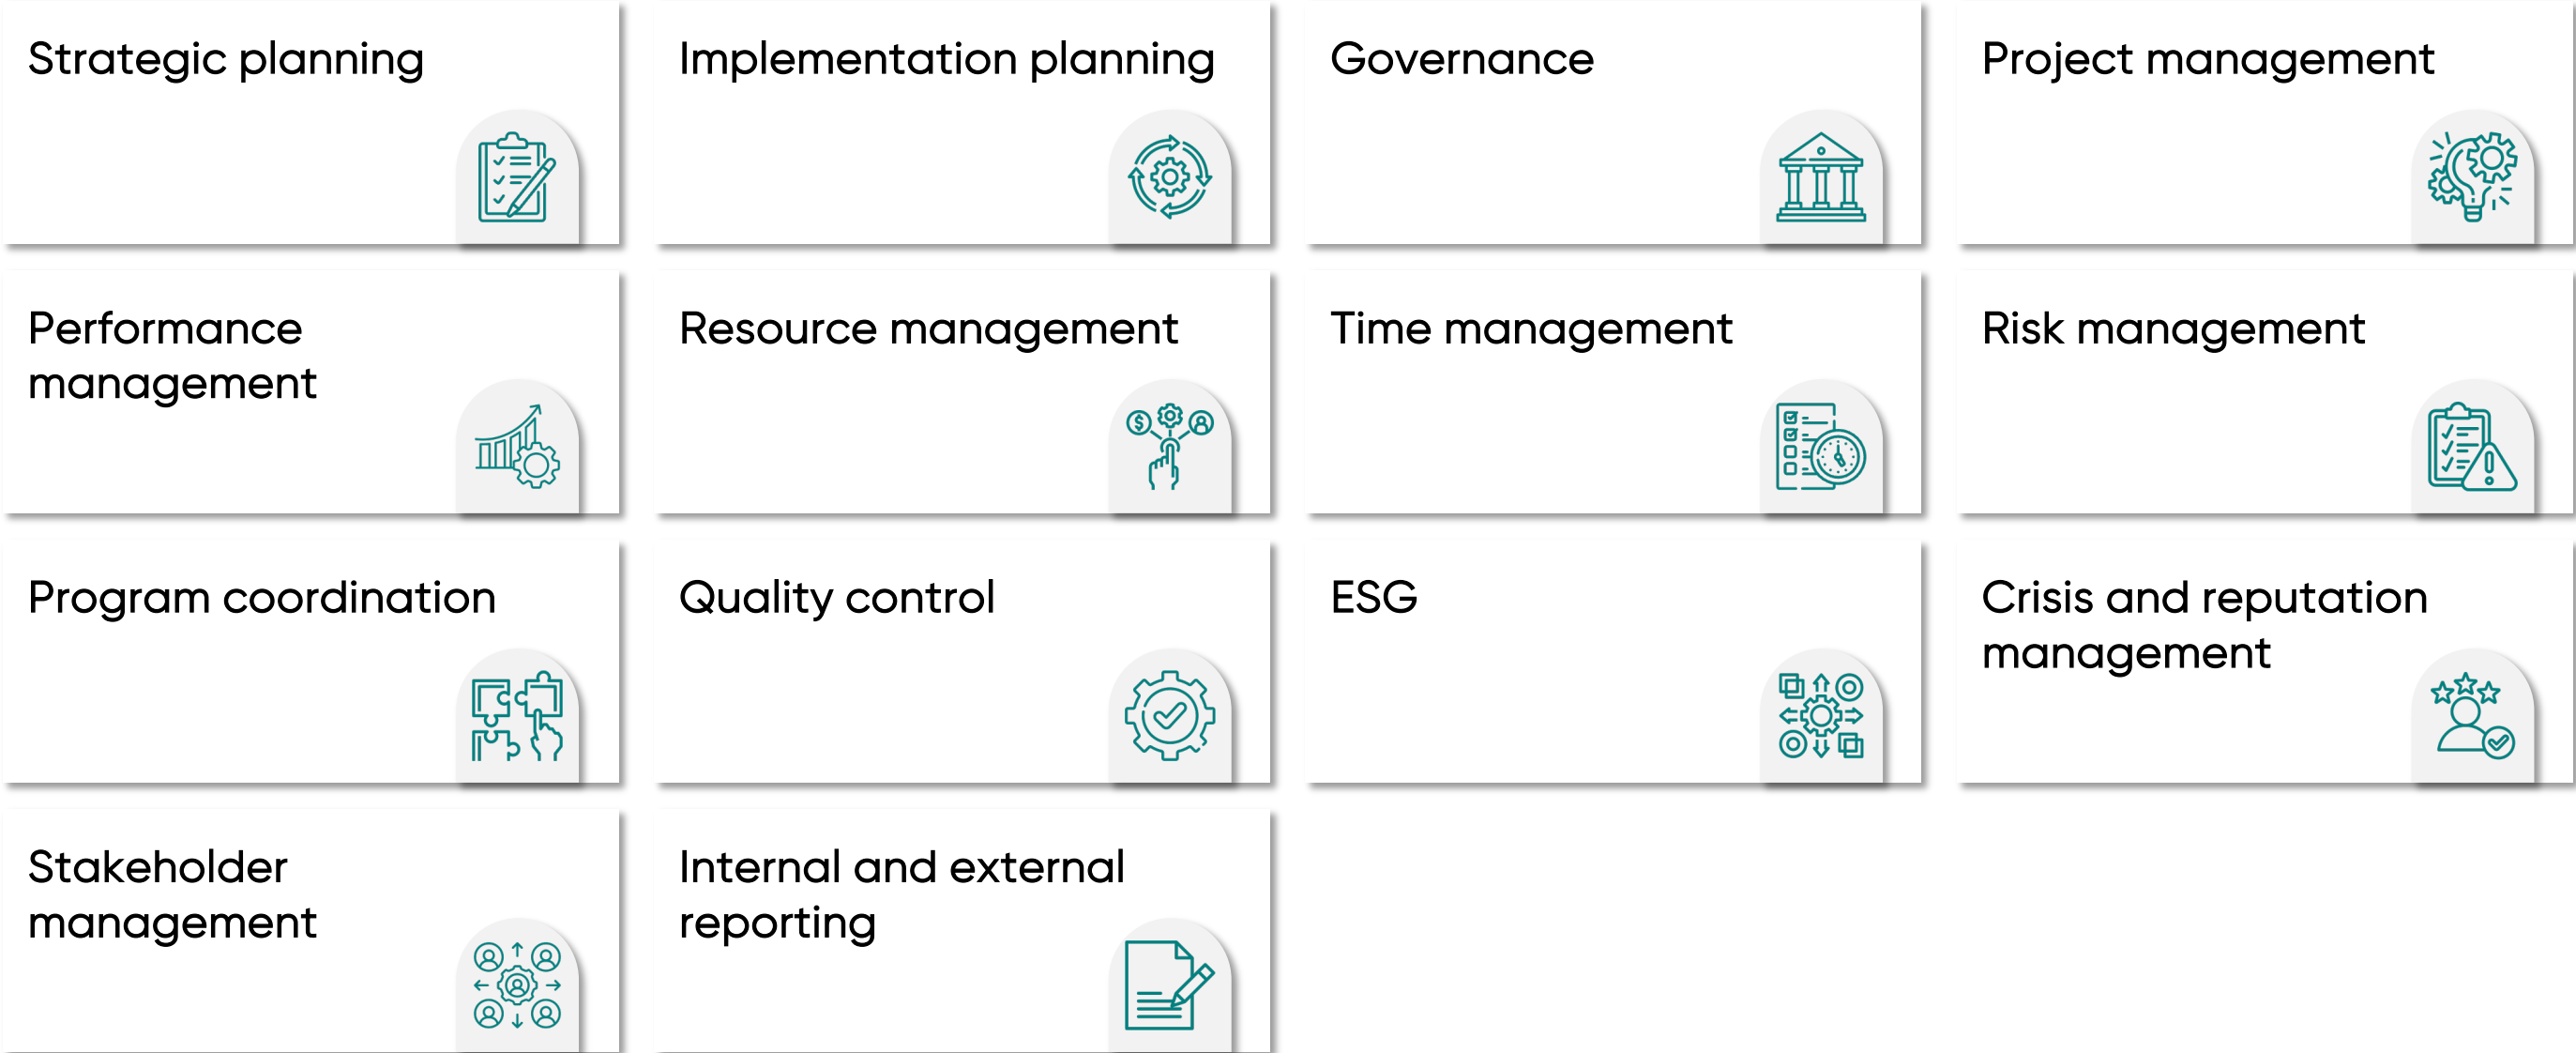 Strategic planning
Implementation planning
Governance
Project management
Performance
management
Resource management
Time management
Risk management
Program coordination
Quality control
ESG
Crisis and reputation
management
Stakeholder
management
Internal and external
reporting